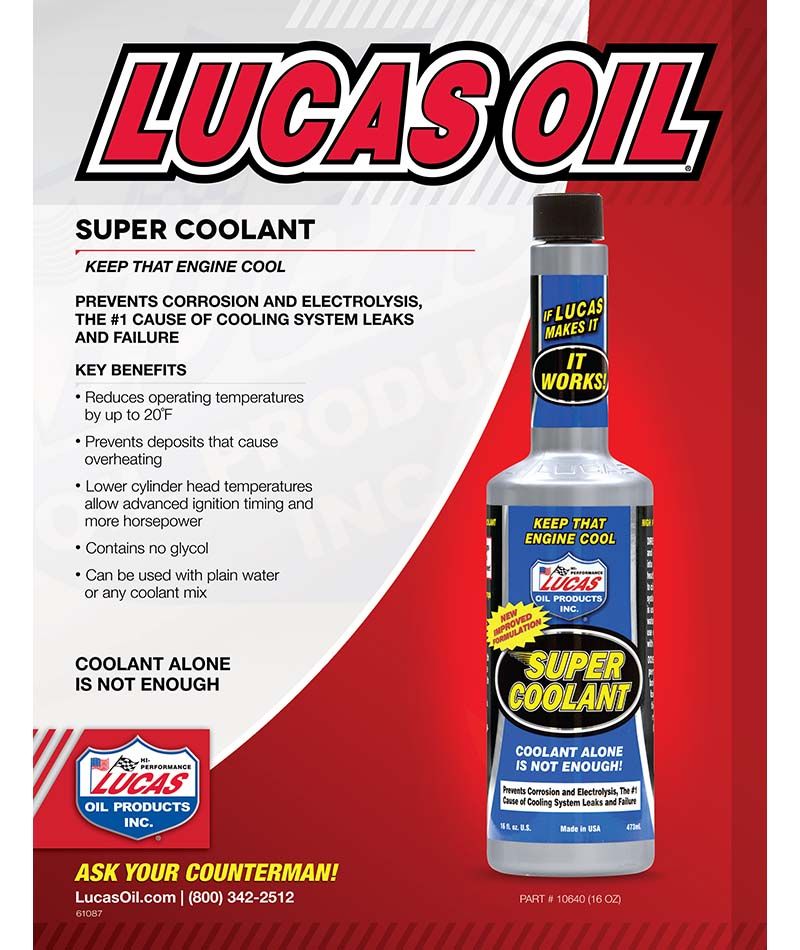 LUCAS OIL®
SUPER COOLANT
KEEP THAT ENGINE COOL
PREVENTS CORROSION AND ELECTROLYSIS,
THE #1 CAUSE OF COOLING SYSTEM LEAKS
AND FAILURE
KEY BENEFITS
• Reduces operating temperatures
by up to 20°F
• Prevents deposits that cause
overheating
• Lower cylinder head temperatures
allow advanced ignition timing and
more horsepower
• Contains no glycol
• Can be used with plain water
or any coolant mix
COOLANT ALONE
IS NOT ENOUGH
HI-
PERFORMANCE
LUCAS
OIL PRODUCTS
INC.
®
ASK YOUR COUNTERMAN!
LucasOil.com | (800) 342-2512
61087
IF LUCAS
MAKES IT
IT
WORKS!
LUCAS
KEEP THAT
ENGINE COOL
HI-
PERFORMANCE
LUCAS
OIL PRODUCTS
INC.
NEW
IMPROVED
FORMULATION
SUPER
COOLANT
COOLANT ALONE
IS NOT ENOUGH!
Prevents Corrosion and Electrolysis, The #1
Cause of Cooling System Leaks and Failure
16 fl. oz. U.S. Made in USA 473mL
PART # 10640 (16 OZ)
PRODUCTS
INC.